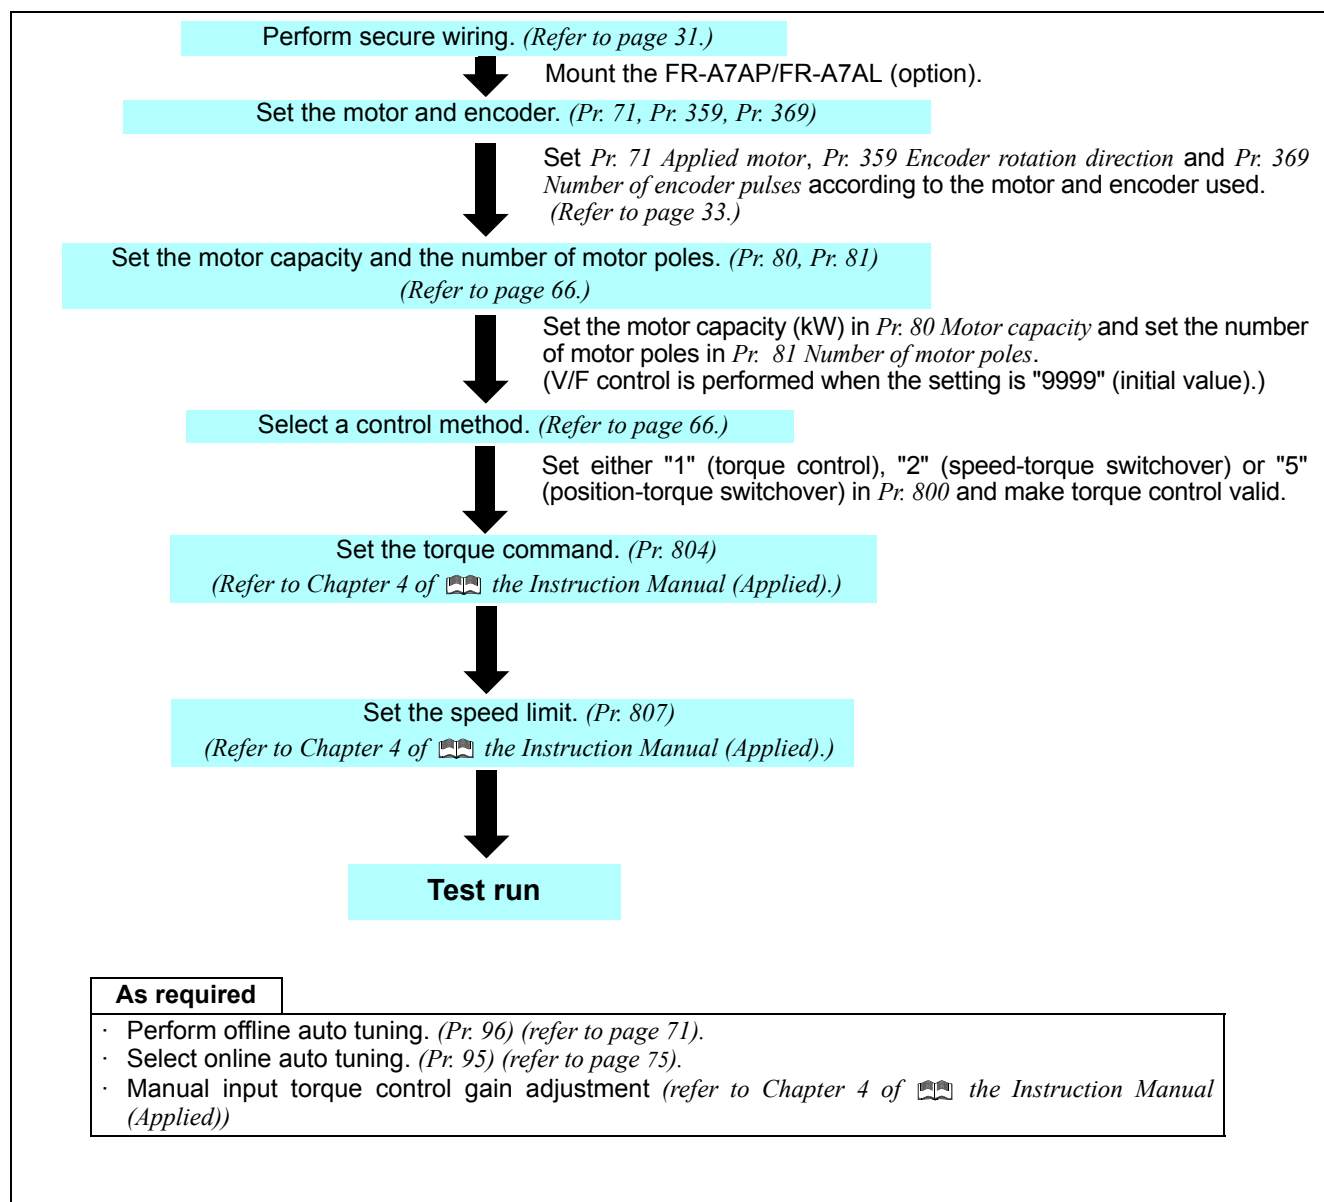 Perform secure wiring. (Refer to page 31.)
Mount the FR-A7AP/FR-A7AL (option).
Set the motor and encoder. (Pr. 71, Pr. 359, Pr. 369)
Set Pr. 71 Applied motor, Pr. 359 Encoder rotation direction and Pr. 369
Number of encoder pulses according to the motor and encoder used.
(Refer to page 33.)
Set the motor capacity and the number of motor poles. (Pr. 80, Pr. 81)
(Refer to page 66.)
Set the motor capacity (kW) in Pr. 80 Motor capacity and set the number
of motor poles in Pr. 81 Number of motor poles.
(V/F control is performed when the setting is "9999" (initial value).)
Select a control method. (Refer to page 66.)
Set either "1" (torque control), "2" (speed-torque switchover) or "5"
(position-torque switchover) in Pr. 800 and make torque control valid.
Set the torque command. (Pr. 804)
(Refer to Chapter 4 of the Instruction Manual (Applied).)
Set the speed limit. (Pr. 807)
(Refer to Chapter 4 of the Instruction Manual (Applied).)
Test run
As required
· Perform offline auto tuning. (Pr. 96) (refer to page 71).
· Select online auto tuning. (Pr. 95) (refer to page 75).
· Manual input torque control gain adjustment (refer to Chapter 4 of the Instruction Manual
(Applied))